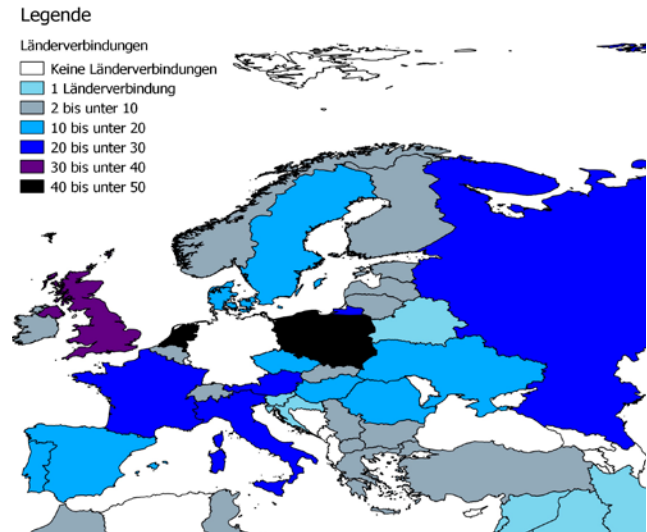 Legende
Länderverbindungen
Keine Länderverbindungen
1 Länderverbindung
2 bis unter 10
10 bis unter 20
20 bis unter 30
30 bis unter 40
40 bis unter 50